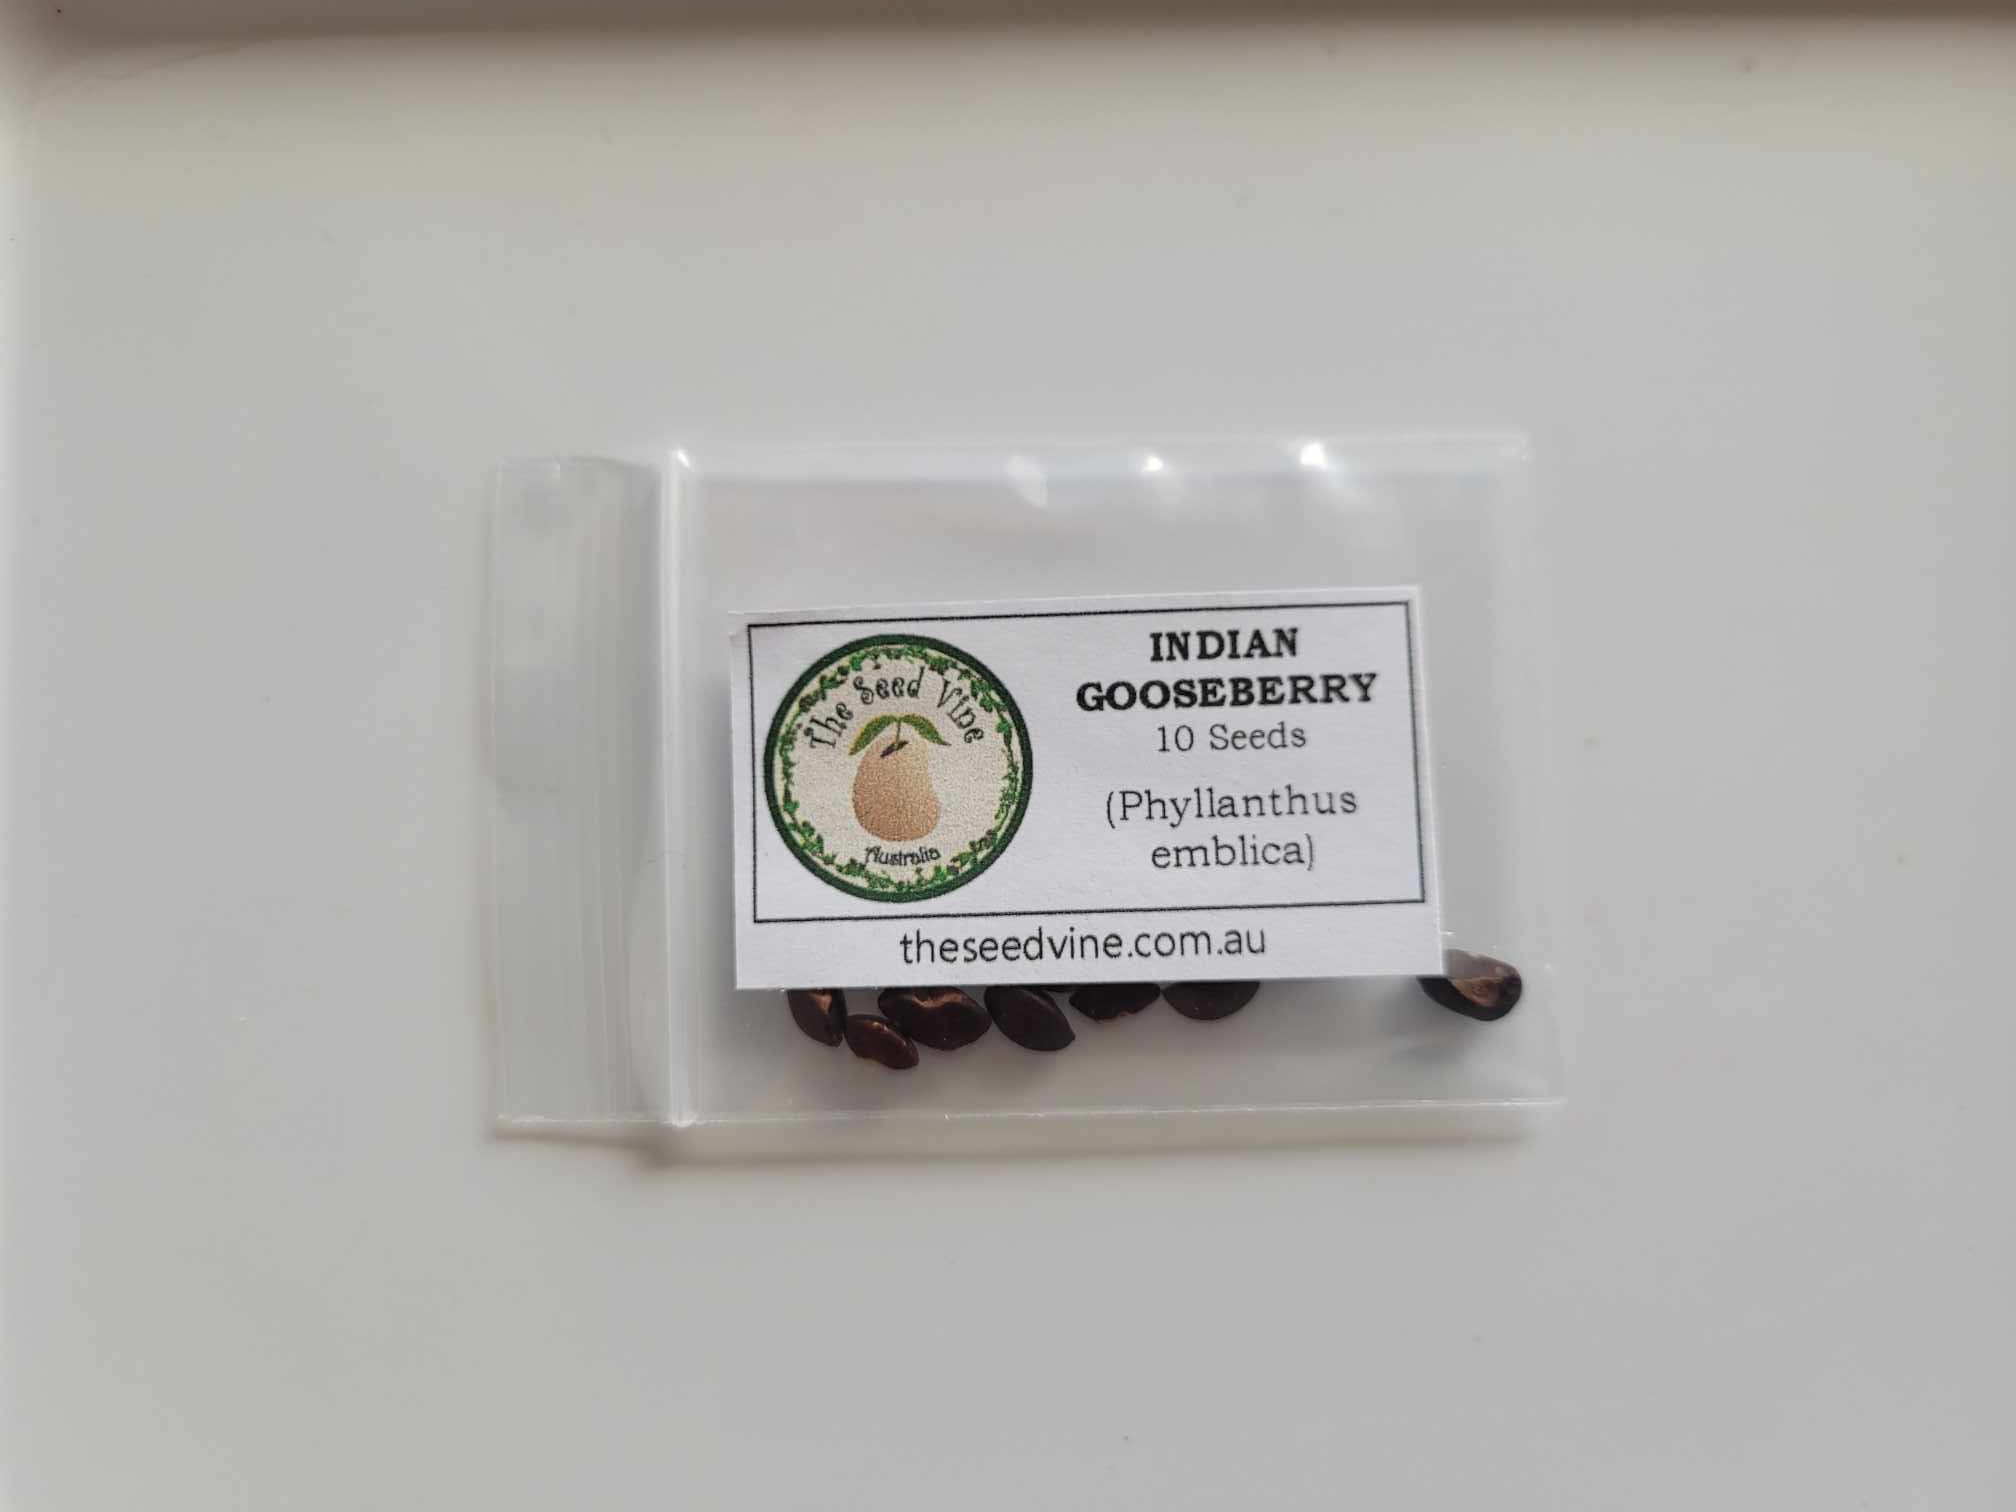 The Seed Vine
Australia
INDIAN
GOOSEBERRY
10 Seeds
(Phyllanthus
emblica)
theseedvine.com.au